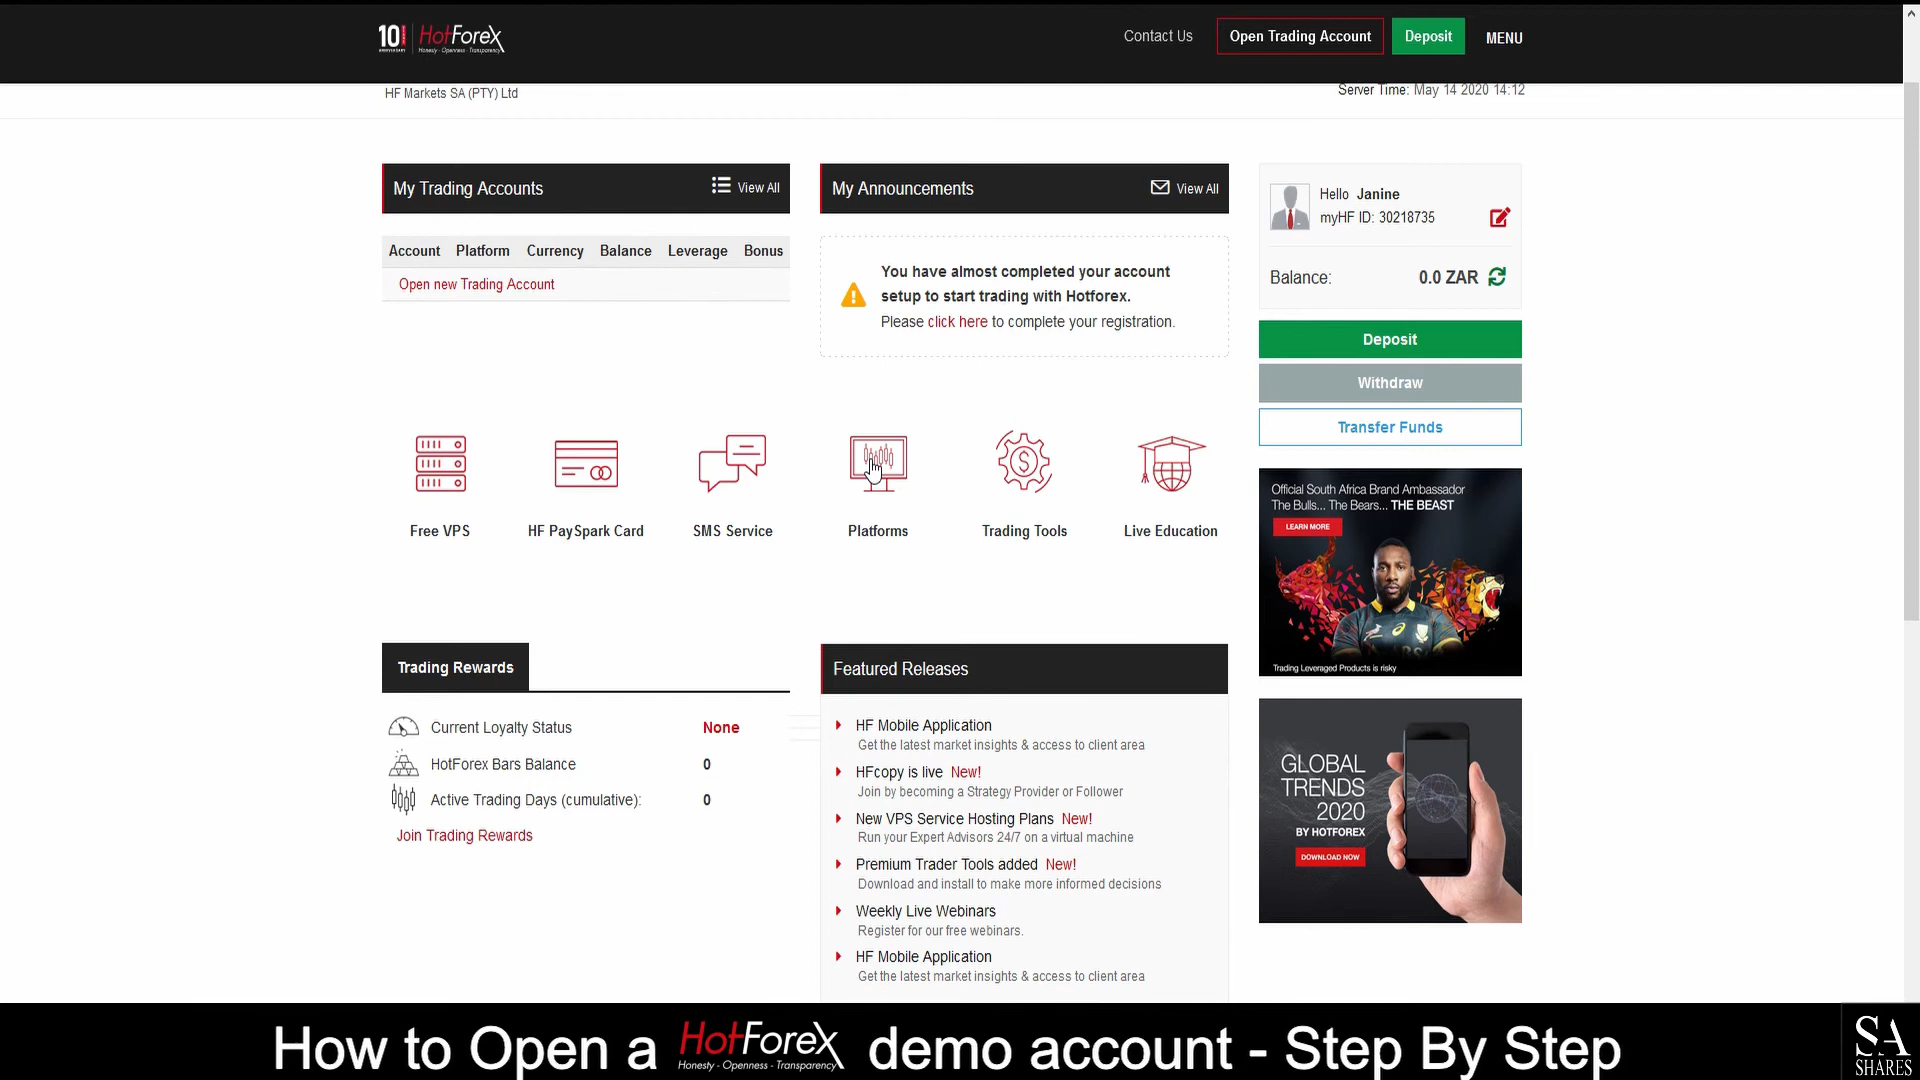 10 HotForex
ANNIVERSARY Honesty - Openness - Transparency
Contact Us
Open Trading Account
Deposit
MENU
HF Markets SA (PTY) Ltd
Server Time: May 14 2020 14:12
My Trading Accounts
View All
Account Platform Currency Balance Leverage Bonus
Open new Trading Account
My Announcements
View All
You have almost completed your account
setup to start trading with Hotforex.
Please click here to complete your registration.
Hello Janine
myHF ID: 30218735
Balance: 0.0 ZAR
Deposit
Withdraw
Transfer Funds
Free VPS
HF PaySpark Card
SMS Service
Platforms
Trading Tools
Live Education
Official South Africa Brand Ambassador
The Bulls... The Bears... THE BEAST
LEARN MORE
Trading Leveraged Products is risky
Trading Rewards
Current Loyalty Status None
HotForex Bars Balance 0
Active Trading Days (cumulative): 0
Join Trading Rewards
Featured Releases
HF Mobile Application
Get the latest market insights & access to client area
HFcopy is live New!
Join by becoming a Strategy Provider or Follower
New VPS Service Hosting Plans New!
Run your Expert Advisors 24/7 on a virtual machine
Premium Trader Tools added New!
Download and install to make more informed decisions
Weekly Live Webinars
Register for our free webinars.
HF Mobile Application
Get the latest market insights & access to client area
GLOBAL
TRENDS
2020
BY HOTFOREX
DOWNLOAD NOW
How to Open a HotForex demo account - Step By Step
Honesty - Openness - Transparency
SA
SHARES